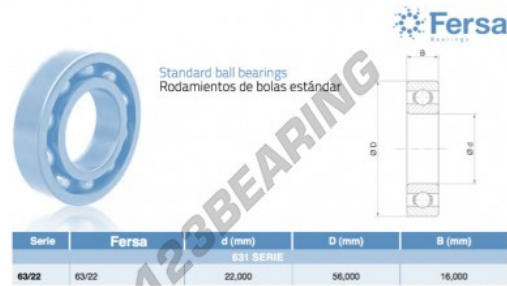 Fersa
Bearings
Standard ball bearings
Rodamientos de bolas estándar
B
Ø D
Ø d
123BEARING
Serie Fersa d (mm) D (mm) B (mm)
631 SERIE
63/22 63/22 22,000 56,000 16,000